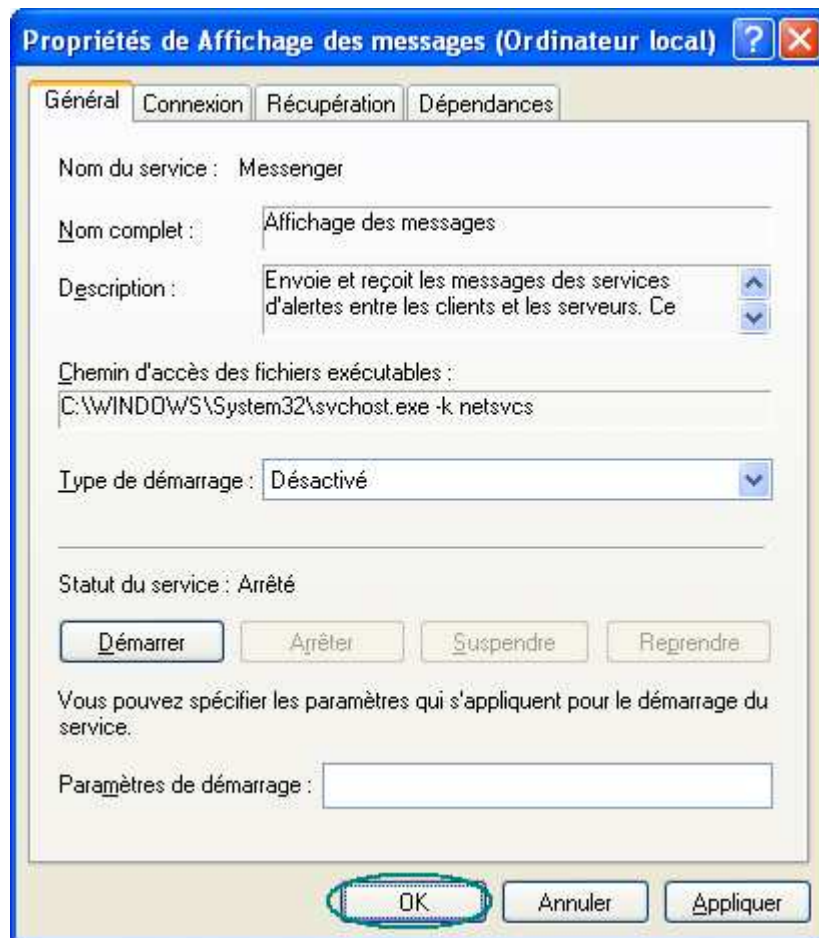 Propriétés de Affichage des messages (Ordinateur local)
Général Connexion Récupération Dépendances
Nom du service : Messenger
Nom complet : Affichage des messages
Description : Envoie et reçoit les messages des services
d'alertes entre les clients et les serveurs. Ce
Chemin d'accès des fichiers exécutables :
C:\WINDOWS\System32\svchost.exe -k netsvcs
Type de démarrage : Désactivé
Statut du service : Arrêté
Démarrer Arrêter Suspendre Reprendre
Vous pouvez spécifier les paramètres qui s'appliquent pour le démarrage du
service.
Paramètres de démarrage :
OK Annuler Appliquer